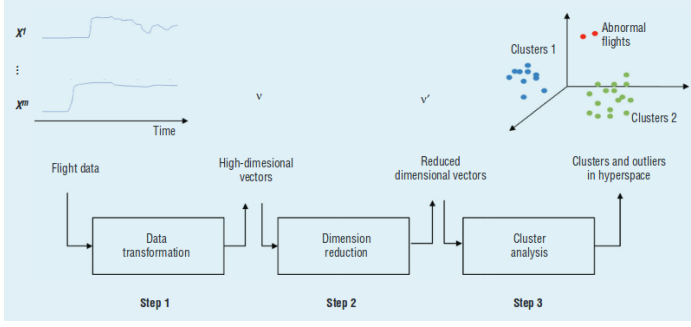 X1
⋮
Xm
Time
ν
ν′
Clusters 1
Abnormal
flights
Clusters 2
Flight data
High-dimesional
vectors
Reduced
dimensional vectors
Clusters and outliers
in hyperspace
Data
transformation
Dimension
reduction
Cluster
analysis
Step 1
Step 2
Step 3